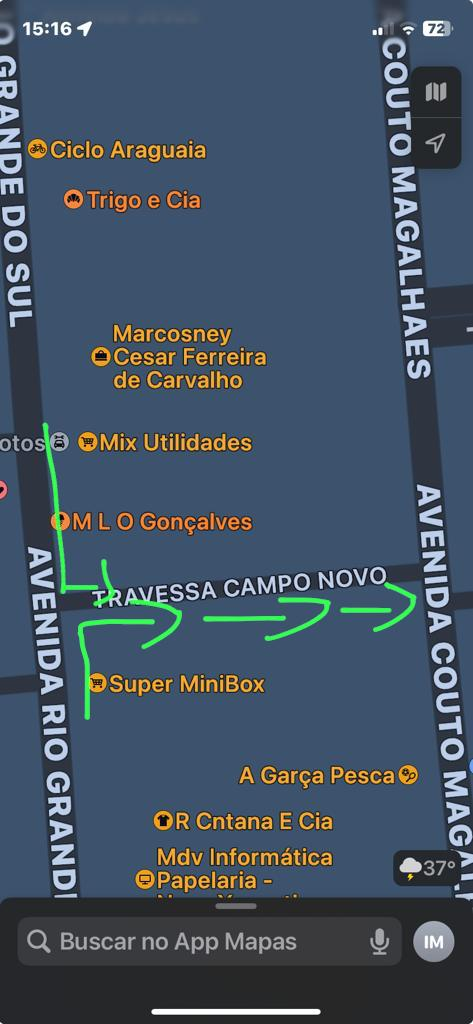 15:16
72
O GRANDE DO SUL
COUTO MAGALHAES
Ciclo Araguaia
Trigo e Cia
Marcosney
Cesar Ferreira
de Carvalho
otos
Mix Utilidades
M L O Gonçalves
TRAVESSA CAMPO NOVO
AVENIDA RIO GRANDE
AVENIDA COUTO MAGA
Super MiniBox
A Garça Pesca
R Cntana E Cia
Mdv Informática
Papelaria -
37°
Buscar no App Mapas
IM